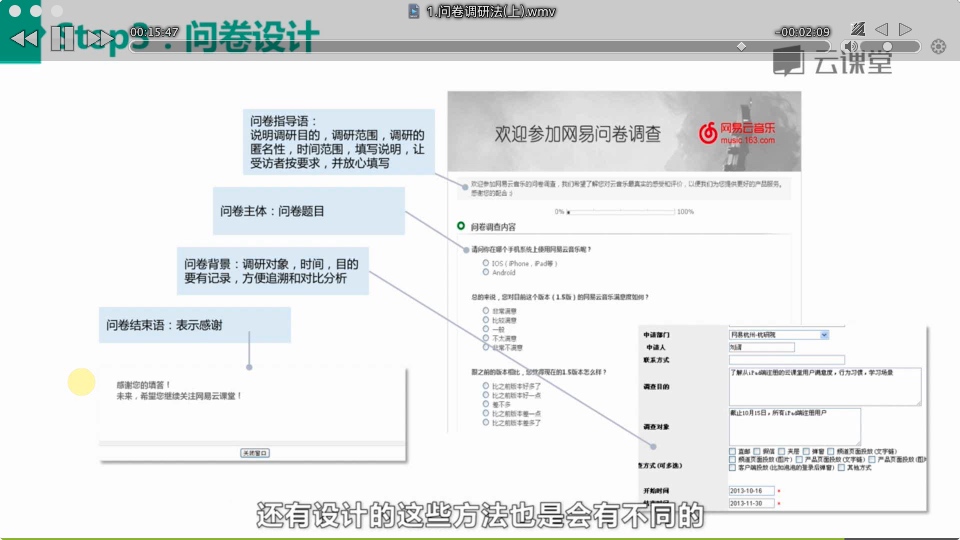 1.问卷调研法(上).wmv
00:15:47
-00:02:09
Step3：问卷设计
云课堂
问卷指导语：
说明调研目的，调研范围，调研的
匿名性，时间范围，填写说明，让
受访者按要求，并放心填写
问卷主体：问卷题目
问卷背景：调研对象，时间，目的
要有记录，方便追溯和对比分析
问卷结束语：表示感谢
感谢您的填答！
未来，希望您继续关注网易云课堂！
关闭窗口
欢迎参加网易问卷调查
网易云音乐
music.163.com
欢迎参加网易云音乐的问卷调查，我们希望了解您对云音乐最真实的感受和评价，以便我们为您提供更好的产品服务。
感谢您的配合：
0%
100%
问卷调查内容
请问你在哪个手机系统上使用网易云音乐呢？
IOS（iPhone，iPad等）
Android
总的来说，您对目前这个版本（1.5版）的网易云音乐满意度如何？
非常满意
比较满意
一般
不太满意
非常不满意
跟之前的版本相比，您觉得现在的1.5版本怎么样？
比之前版本好多了
比之前版本好一点
差不多
比之前版本差一点
比之前版本差多了
申请部门
网易杭州-杭研院
申请人
联系方式
调查目的
了解从iPad端注册的云课堂用户满意度，行为习惯，学习场景
调查对象
截止10月15日，所有iPad端注册用户
查方式(可多选)
直邮 弹窗 频道页面投放(文字链)
频道页面投放(图片) 产品页面投放(文字链) 产品页面投放(图片
客户端投放(比如泡泡的登录后弹窗) 其他方式
开始时间
2013-10-16 *
2013-11-30 *
还有设计的这些方法也是会有不同的